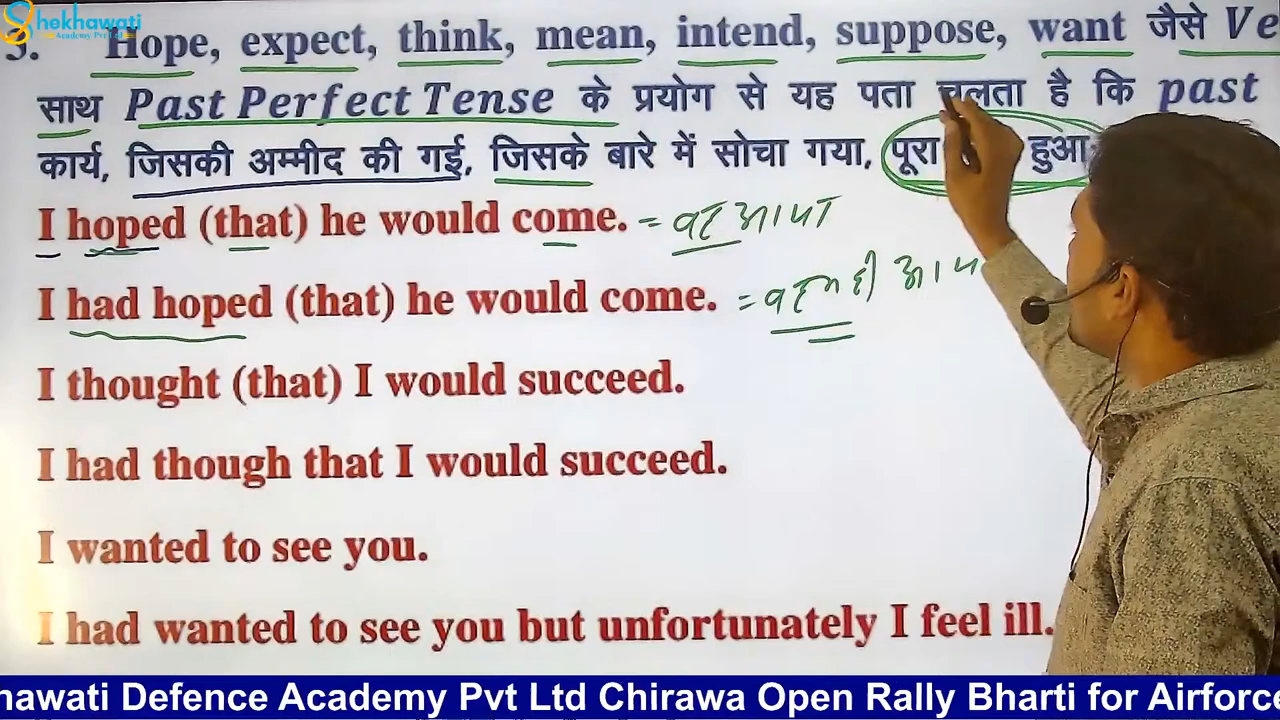 Shekhawati
Academy Pvt Ltd
Hope, expect, think, mean, intend, suppose, want जैसे Ve
साथ Past Perfect Tense के प्रयोग से यह पता चलता है कि past
कार्य, जिसकी अम्मीद की गई, जिसके बारे में सोचा गया, पूरा हुआ
I hoped (that) he would come. = वह आया
I had hoped (that) he would come. = वह नहीं आया
I thought (that) I would succeed.
I had though that I would succeed.
I wanted to see you.
I had wanted to see you but unfortunately I feel ill.
hawati Defence Academy Pvt Ltd Chirawa Open Rally Bharti for Airforce